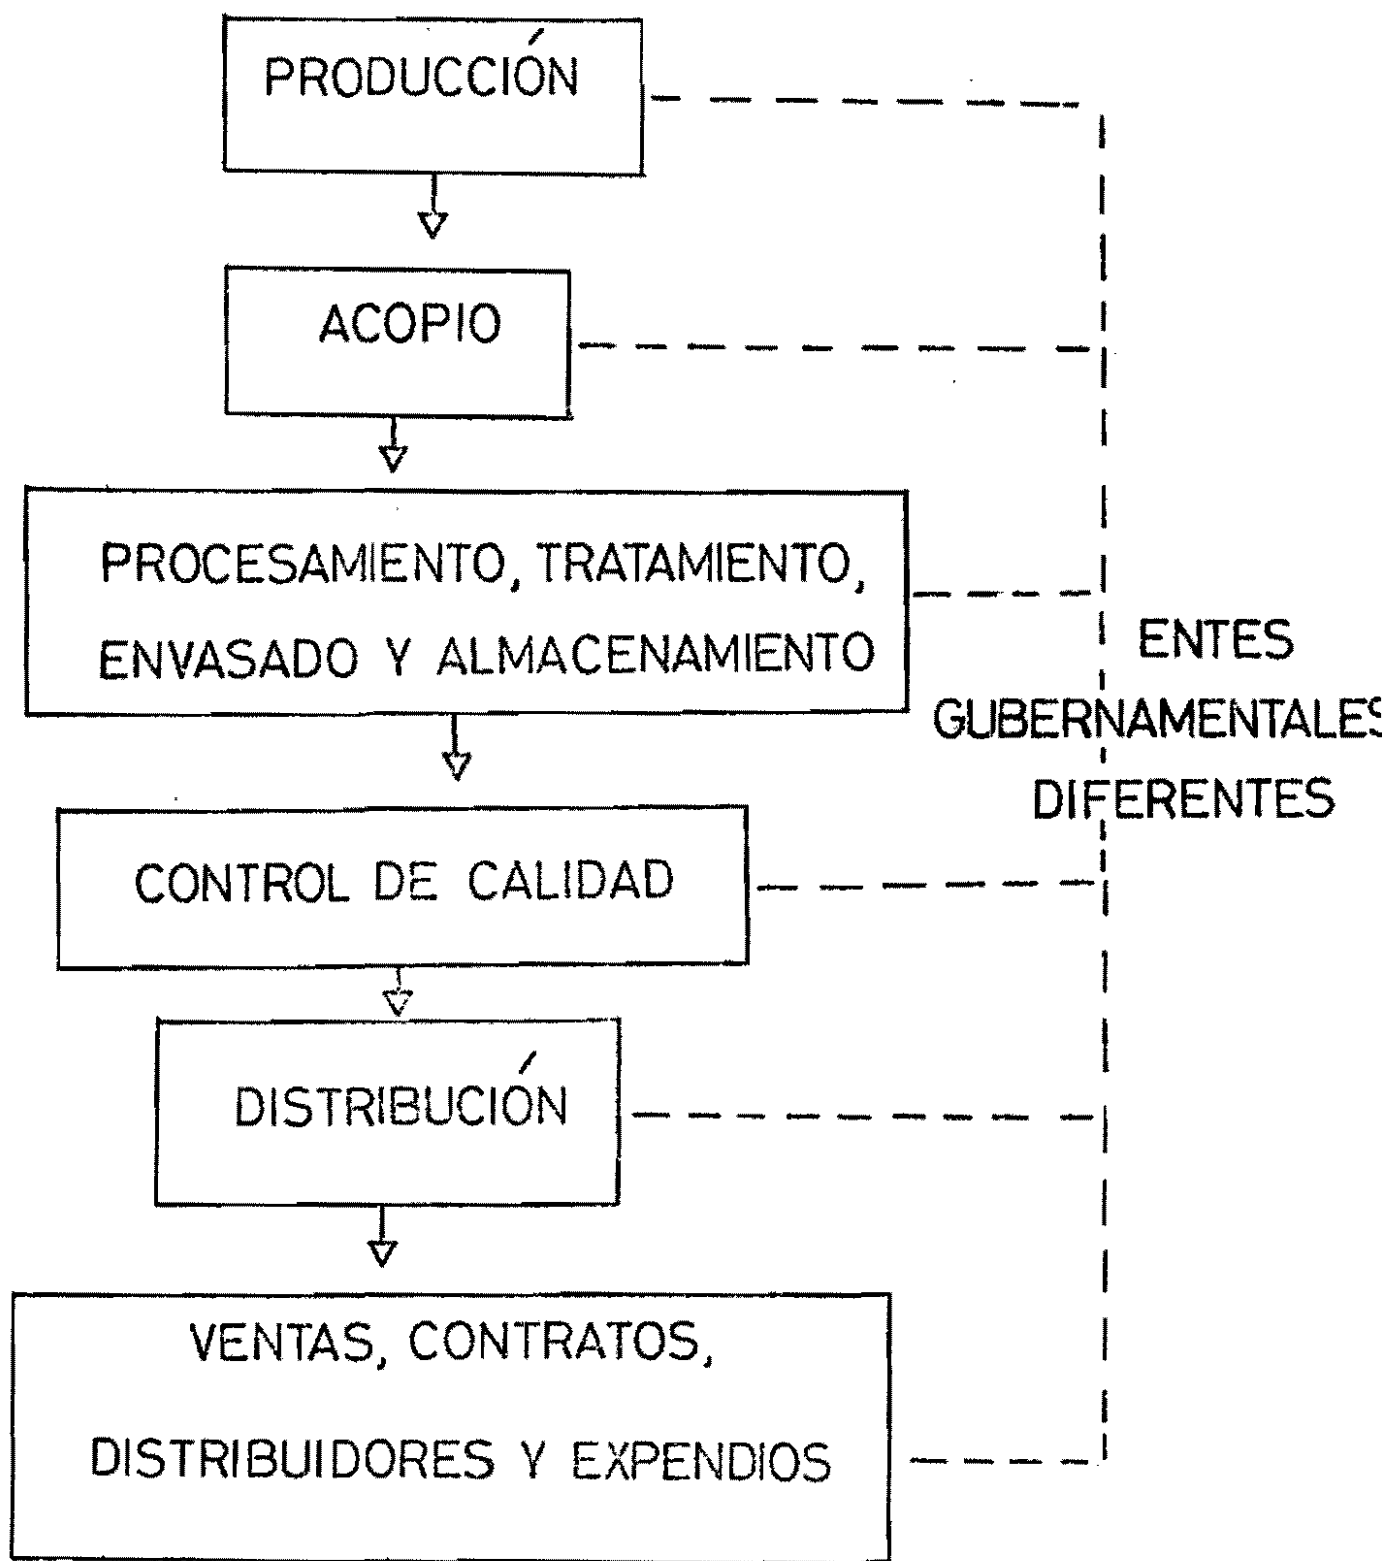 PRODUCCIÓN
ACOPIO
PROCESAMIENTO, TRATAMIENTO,
ENVASADO Y ALMACENAMIENTO
ENTES
GUBERNAMENTALES
DIFERENTES
CONTROL DE CALIDAD
DISTRIBUCIÓN
VENTAS, CONTRATOS,
DISTRIBUIDORES Y EXPENDIOS